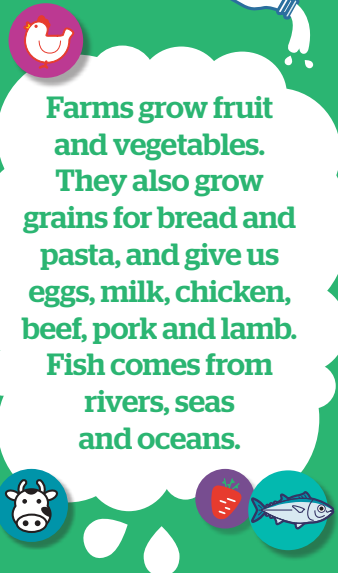 Farms grow fruit
and vegetables.
They also grow
grains for bread and
pasta, and give us
eggs, milk, chicken,
beef, pork and lamb.
Fish comes from
rivers, seas
and oceans.